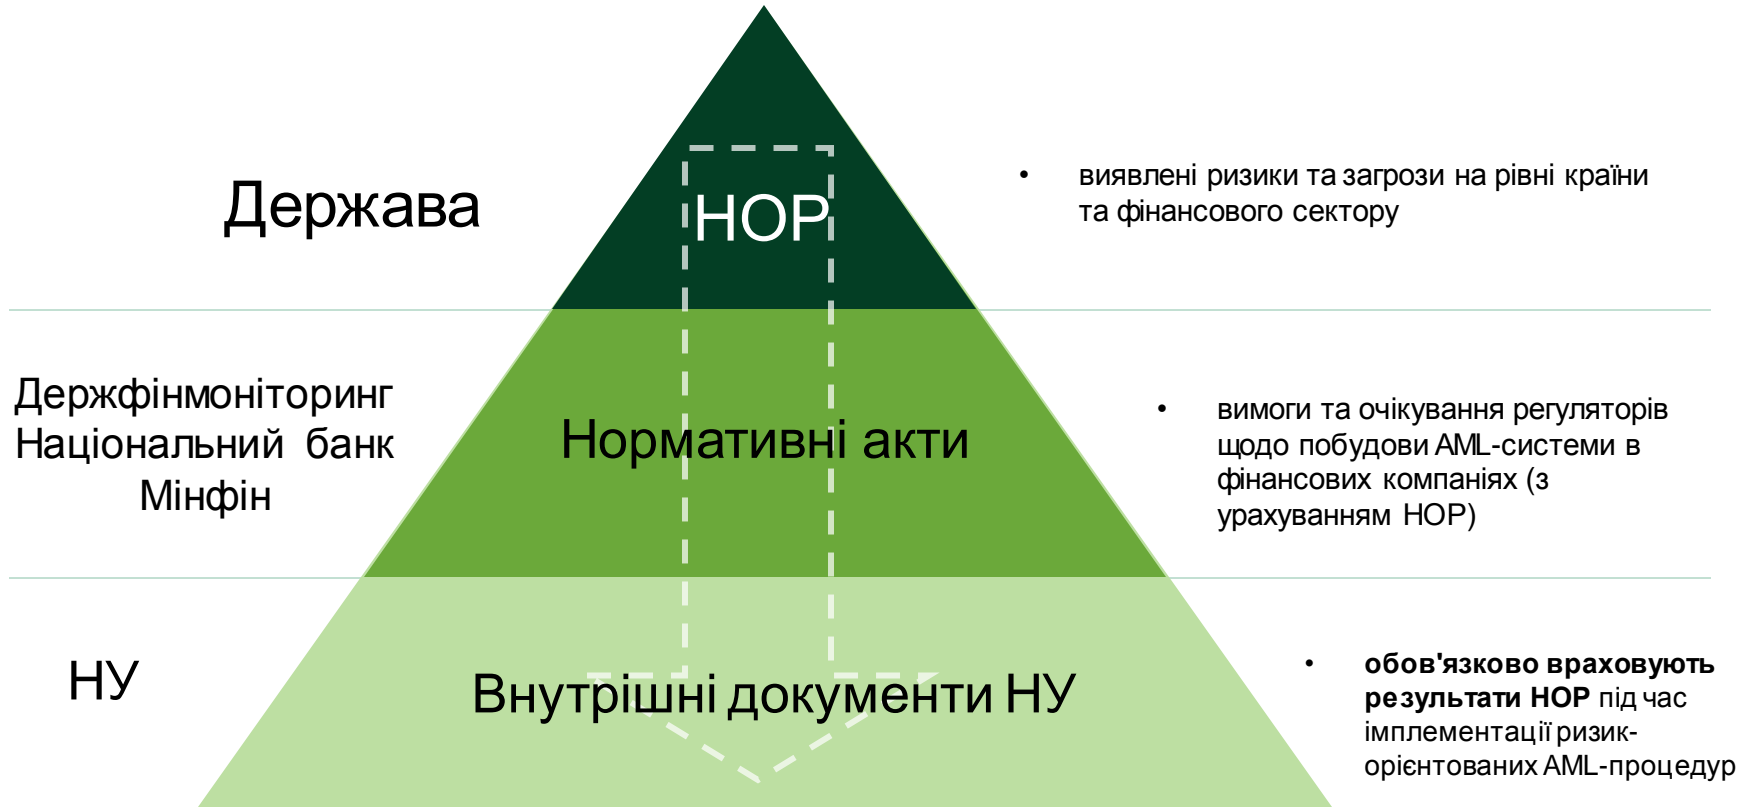 Держава
НОР
• виявлені ризики та загрози на рівні країни
та фінансового сектору
Держфінмоніторинг
Національний банк
Мінфін
Нормативні акти
• вимоги та очікування регуляторів
щодо побудови AML-системи в
фінансових компаніях (з
урахуванням НОР)
НУ
Внутрішні документи НУ
• обов'язково враховують
результати НОР під час
імплементації ризик-
орієнтованих AML-процедур